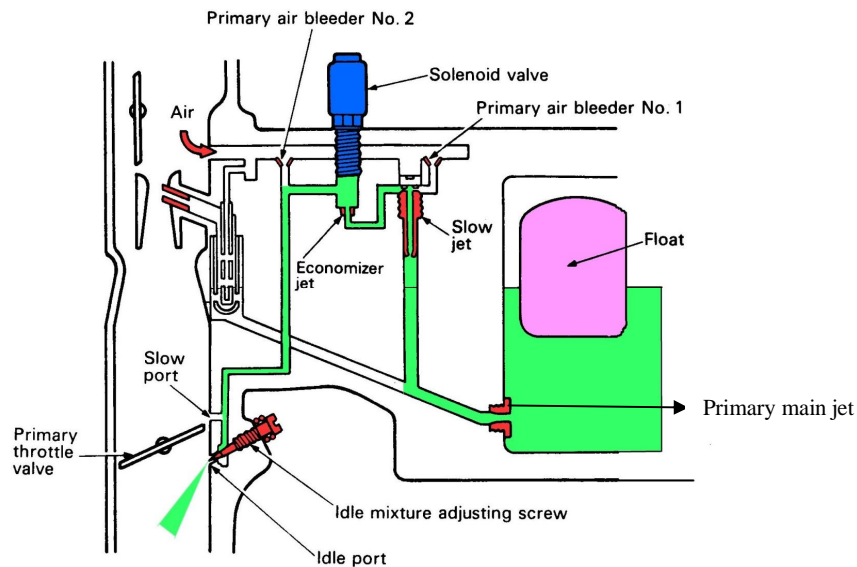 Primary air bleeder No. 2
Solenoid valve
Air
Primary air bleeder No. 1
Slow
jet
Float
Economizer
jet
Slow
port
Primary main jet
Primary
throttle
valve
Idle mixture adjusting screw
Idle port